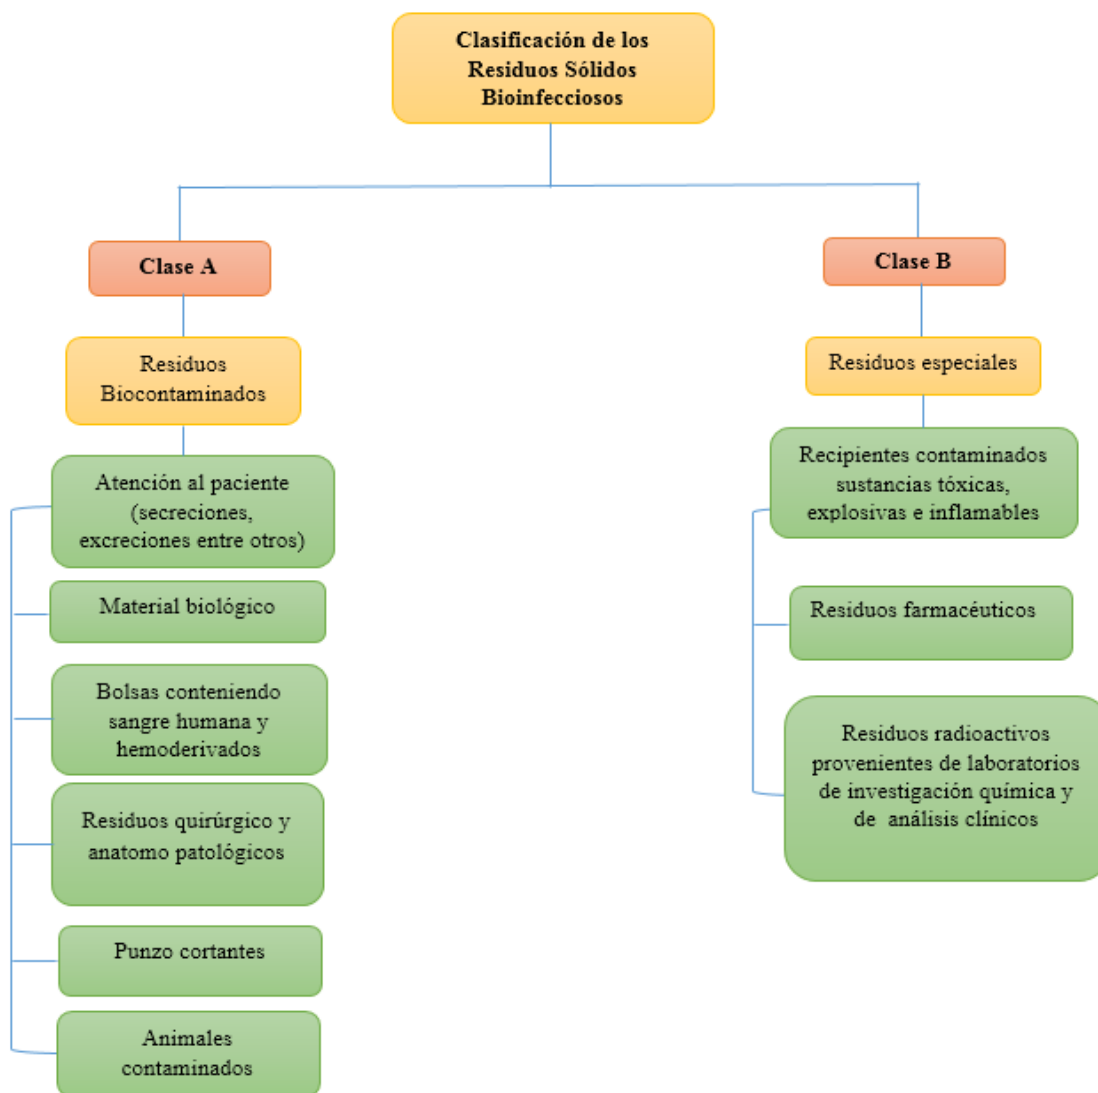 Clasificación de los
Residuos Sólidos
Bioinfecciosos
Clase A
Residuos
Biocontaminados
Atención al paciente
(secreciones,
excreciones entre otros)
Material biológico
Bolsas conteniendo
sangre humana y
hemoderivados
Residuos quirúrgico y
anatomo patológicos
Punzo cortantes
Animales
contaminados
Clase B
Residuos especiales
Recipientes contaminados
sustancias tóxicas,
explosivas e inflamables
Residuos farmacéuticos
Residuos radioactivos
provenientes de laboratorios
de investigación química y
de análisis clínicos